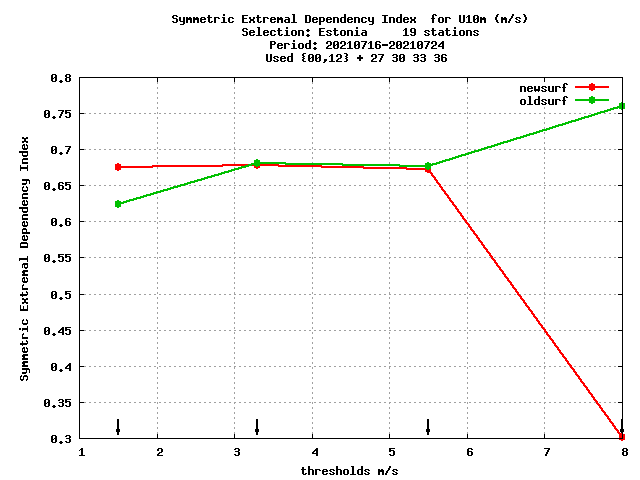 Symmetric Extremal Dependency Index  for U10m (m/s)
Selection: Estonia     19 stations
Period: 20210716-20210724
Used {00,12} + 27 30 33 36
newsurf
oldsurf
0.8
0.75
0.7
0.65
0.6
0.55
0.5
0.45
0.4
0.35
0.3
Symmetric Extremal Dependency Index
1 2 3 4 5 6 7 8
thresholds m/s